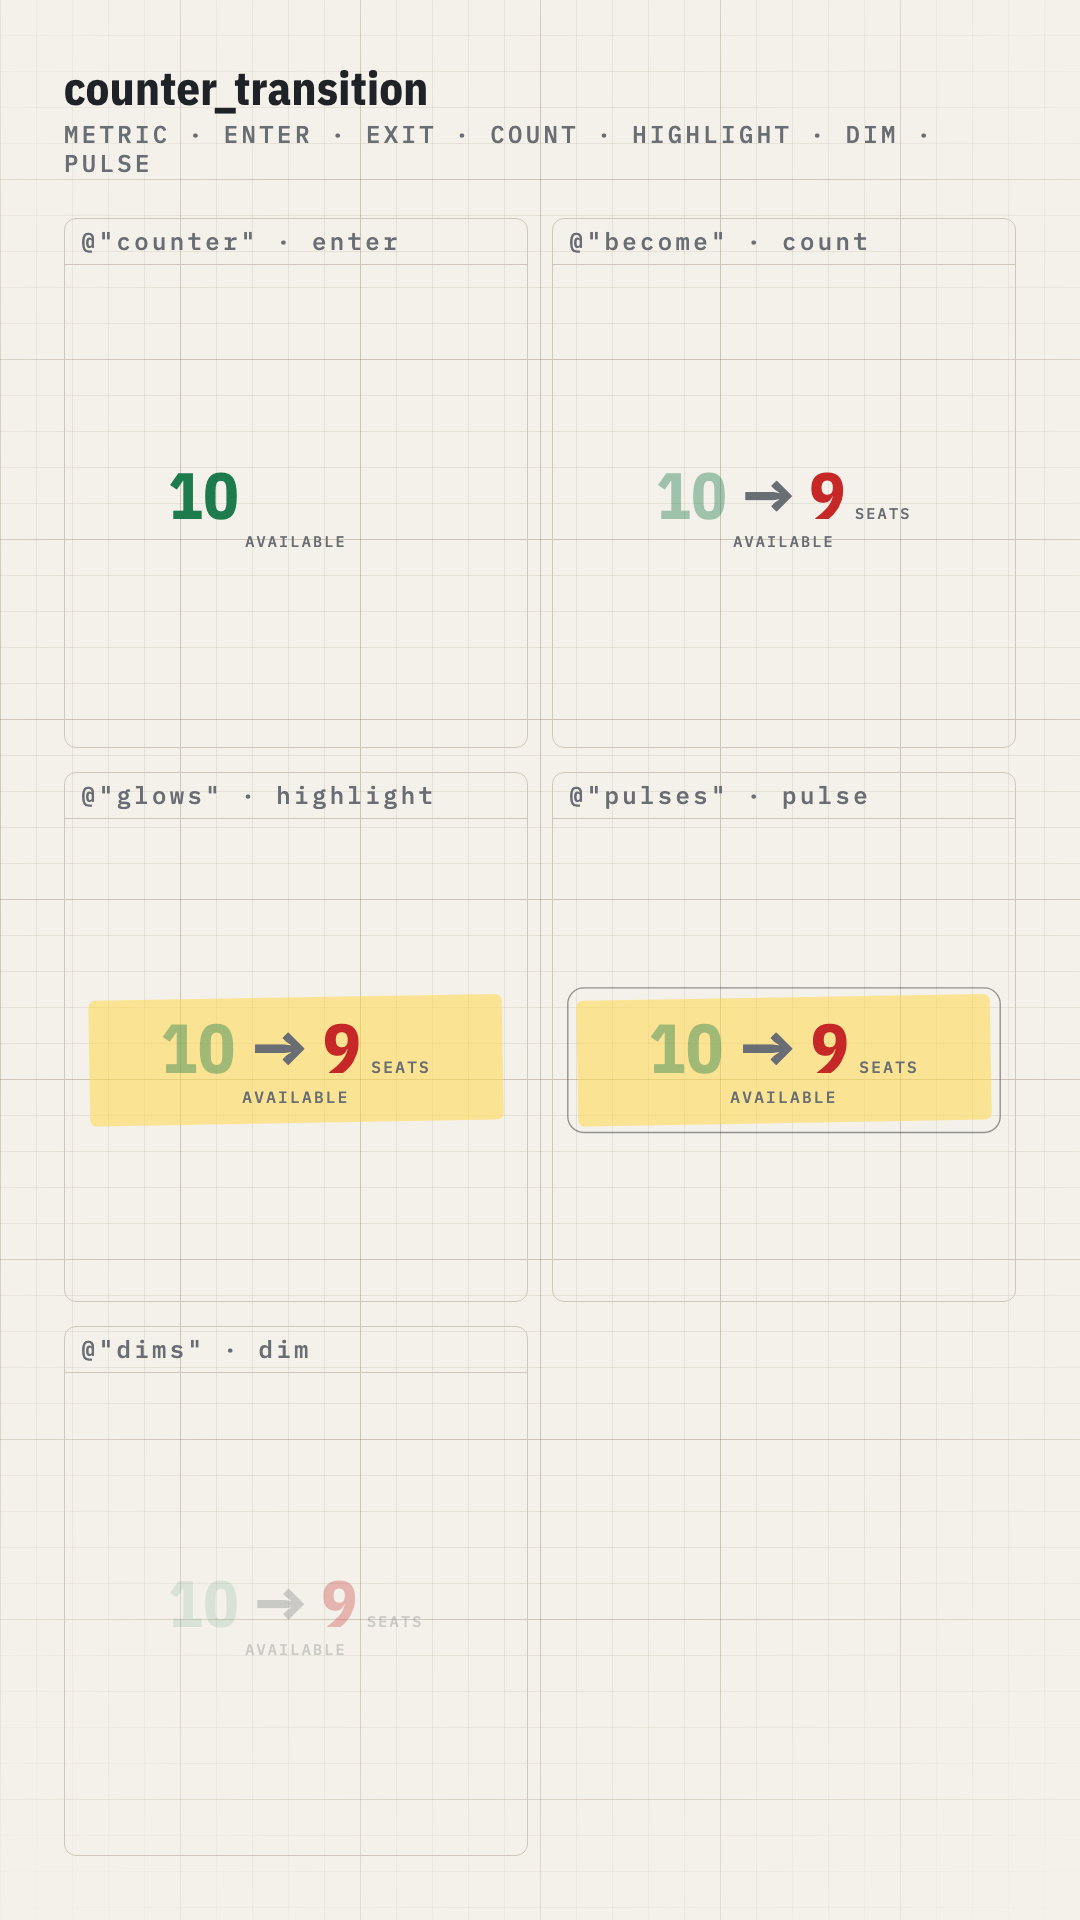 counter_transition
METRIC · ENTER · EXIT · COUNT · HIGHLIGHT · DIM ·
PULSE
@"counter" · enter
10
AVAILABLE
@"become" · count
10 → 9 SEATS
AVAILABLE
@"glows" · highlight
10 → 9 SEATS
AVAILABLE
@"pulses" · pulse
10 → 9 SEATS
AVAILABLE
@"dims" · dim
10 → 9 SEATS
AVAILABLE